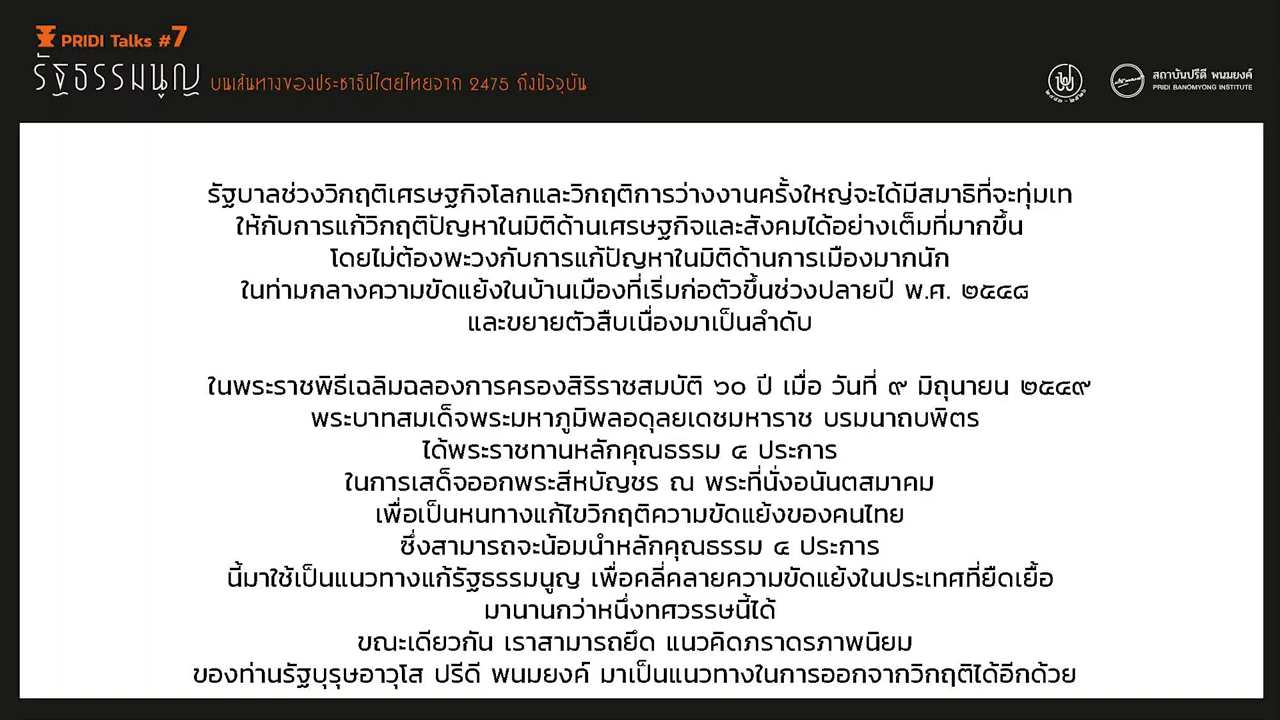 PRIDI Talks #7
รัฐธรรมนูญ บนเส้นทางของประชาธิปไตยไทยจาก 2475 ถึงปัจจุบัน
สถาบันปรีดี พนมยงค์
PRIDI BANOMYONG INSTITUTE
รัฐบาลช่วงวิกฤติเศรษฐกิจโลกและวิกฤติการว่างงานครั้งใหญ่จะได้มีสมาธิที่จะทุ่มเท
ให้กับการแก้วิกฤติปัญหาในมิติด้านเศรษฐกิจและสังคมได้อย่างเต็มที่มากขึ้น
โดยไม่ต้องพะวงกับการแก้ปัญหาในมิติด้านการเมืองมากนัก
ในท่ามกลางความขัดแย้งในบ้านเมืองที่เริ่มก่อตัวขึ้นช่วงปลายปี พ.ศ. ๒๕๔๘
และขยายตัวสืบเนื่องมาเป็นลำดับ
ในพระราชพิธีเฉลิมฉลองการครองสิริราชสมบัติ ๖๐ ปี เมื่อ วันที่ ๙ มิถุนายน ๒๕๔๙
พระบาทสมเด็จพระมหาภูมิพลอดุลยเดชมหาราช บรมนาถบพิตร
ได้พระราชทานหลักคุณธรรม ๔ ประการ
ในการเสด็จออกพระสีหบัญชร ณ พระที่นั่งอนันตสมาคม
เพื่อเป็นหนทางแก้ไขวิกฤติความขัดแย้งของคนไทย
ซึ่งสามารถจะน้อมนำหลักคุณธรรม ๔ ประการ
นี้มาใช้เป็นแนวทางแก้รัฐธรรมนูญ เพื่อคลี่คลายความขัดแย้งในประเทศที่ยืดเยื้อ
มานานกว่าหนึ่งทศวรรษนี้ได้
ขณะเดียวกัน เราสามารถยึด แนวคิดภราดรภาพนิยม
ของท่านรัฐบุรุษอาวุโส ปรีดี พนมยงค์ มาเป็นแนวทางในการออกจากวิกฤติได้อีกด้วย